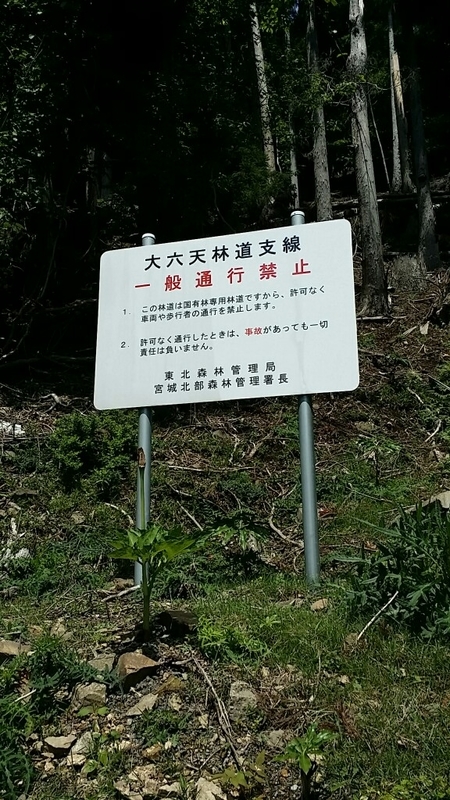 大六天林道支線
一般通行禁止
1. この林道は国有林専用林道ですから、許可なく
車両や歩行者の通行を禁止します。
2. 許可なく通行したときは、事故があっても一切
責任は負いません。
東北森林管理局
宮城北部森林管理署長